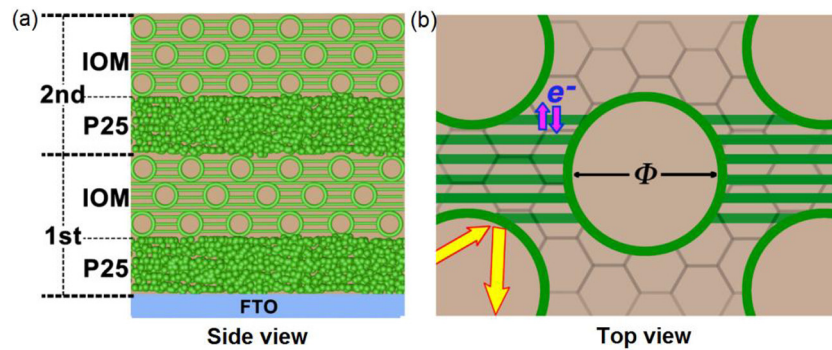 (a)
IOM
2nd
P25
IOM
1st
P25
FTO
Side view
(b)
e-
Φ
Top view